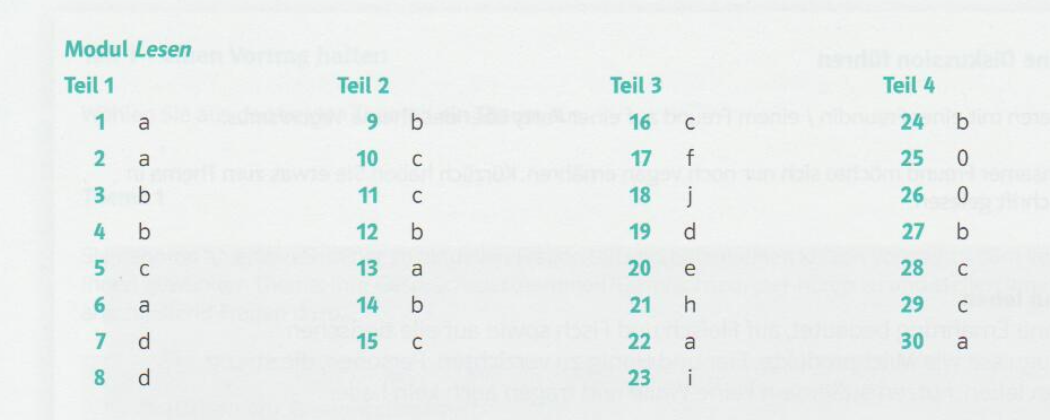 Modul Lesen
Teil 1 Teil 2 Teil 3 Teil 4
1 a 9 b 16 c 24 b
2 a 10 c 17 f 25 0
3 b 11 c 18 j 26 0
4 b 12 b 19 d 27 b
5 c 13 a 20 e 28 c
6 a 14 b 21 h 29 c
7 d 15 c 22 a 30 a
8 d 23 i